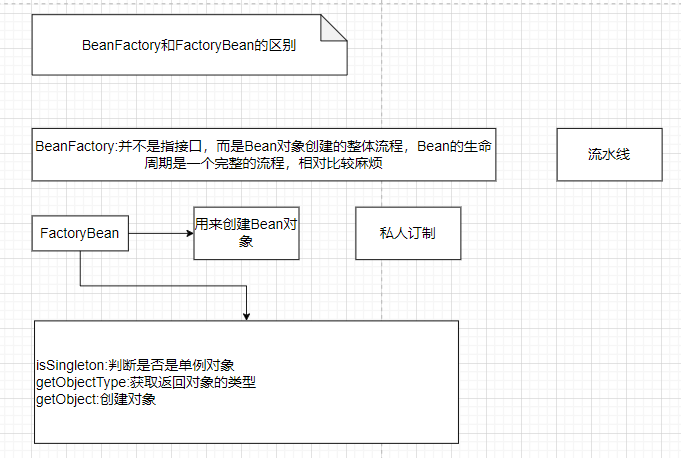 BeanFactory和FactoryBean的区别
BeanFactory:并不是指接口，而是Bean对象创建的整体流程，Bean的生命
周期是一个完整的流程，相对比较麻烦
流水线
FactoryBean
用来创建Bean对
象
私人订制
isSingleton:判断是否是单例对象
getObjectType:获取返回对象的类型
getObject:创建对象